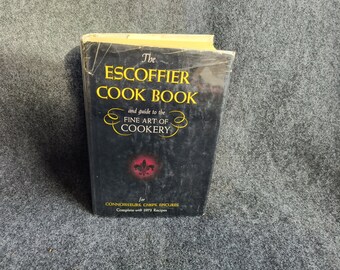 The
ESCOFFIER
COOK BOOK
and guide to the
FINE ART OF
COOKERY
for
CONNOISSEURS, CHEFS, EPICURES
Complete with 2973 Recipes